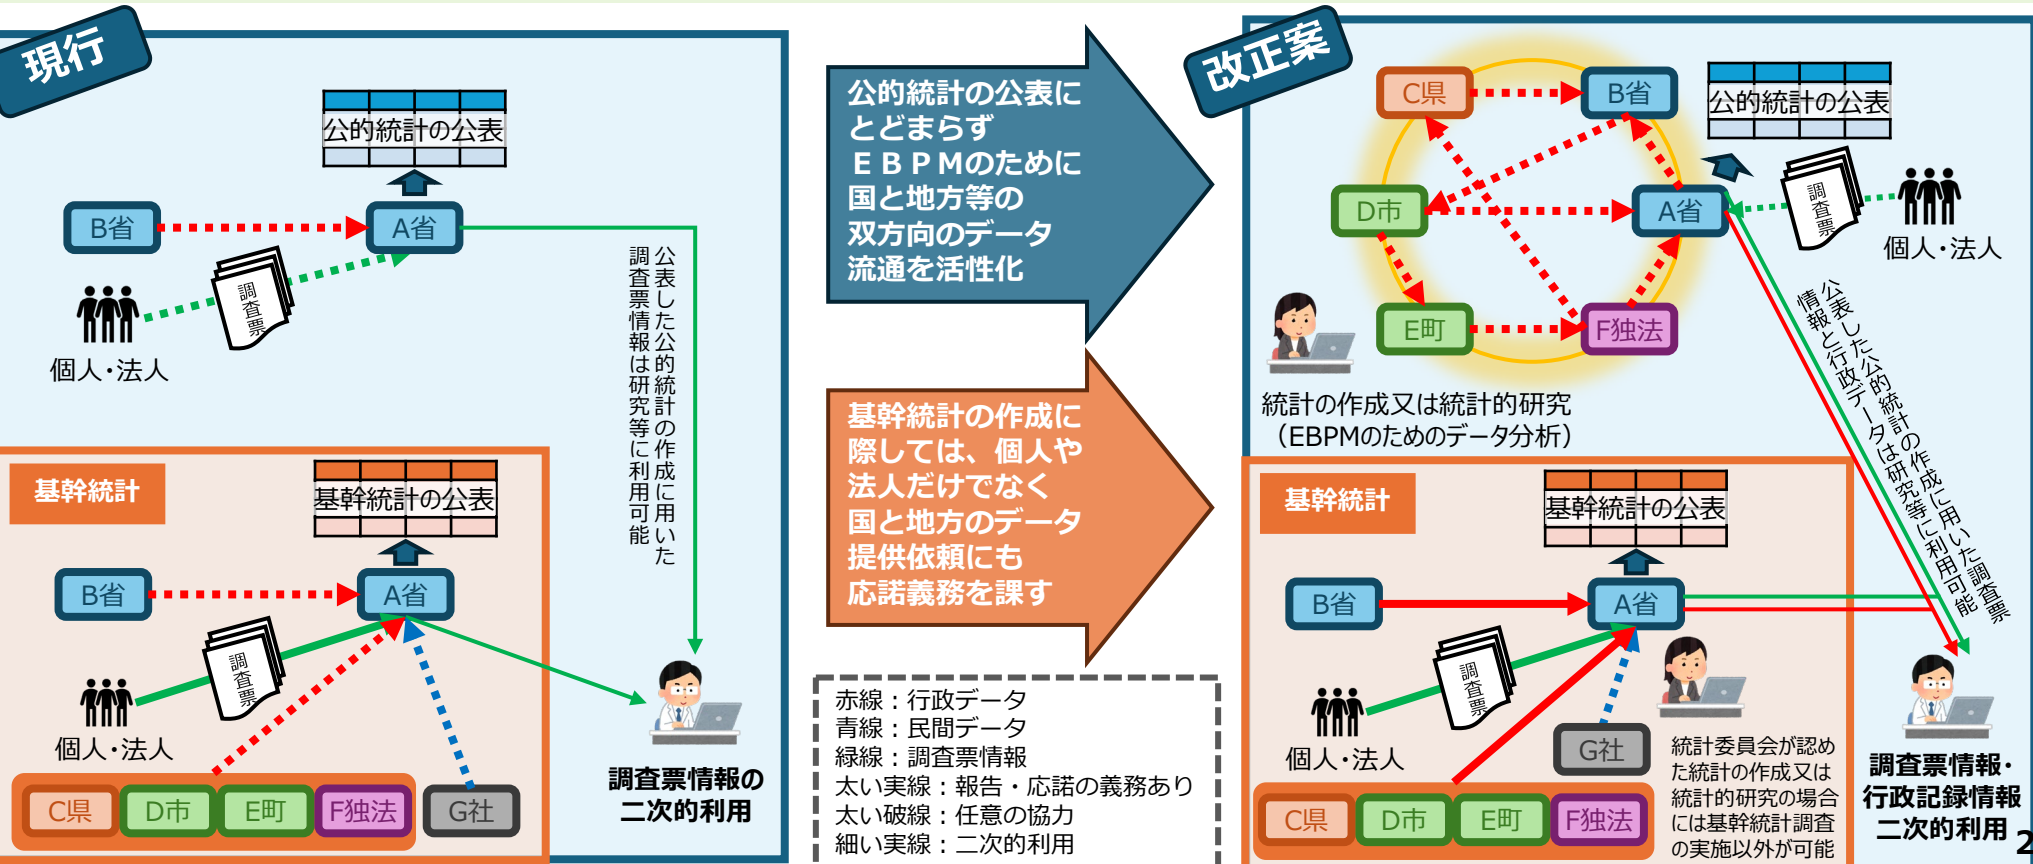 現行
公的統計の公表
B省
A省
調査票
個人・法人
公表した公的統計の作成に用いた
調査票情報は研究等に利用可能
基幹統計
基幹統計の公表
B省
A省
調査票
個人・法人
C県
D市
E町
F独法
G社
調査票情報の
二次的利用
公的統計の公表に
とどまらず
EBPMのために
国と地方等の
双方向のデータ
流通を活性化
基幹統計の作成に
際しては、個人や
法人だけでなく
国と地方のデータ
提供依頼にも
応諾義務を課す
赤線：行政データ
青線：民間データ
緑線：調査票情報
太い実線：報告・応諾の義務あり
太い破線：任意の協力
細い実線：二次的利用
改正案
C県
B省
D市
A省
E町
F独法
公的統計の公表
調査票
個人・法人
統計の作成又は統計的研究
（EBPMのためのデータ分析）
公表した公的統計の作成に用いた調査票
情報と行政データは研究等に利用可能
基幹統計
基幹統計の公表
B省
A省
調査票
個人・法人
G社
C県
D市
E町
F独法
統計委員会が認め
た統計の作成又は
統計的研究の場合
には基幹統計調査
の実施以外が可能
調査票情報・
行政記録情報
二次的利用
2